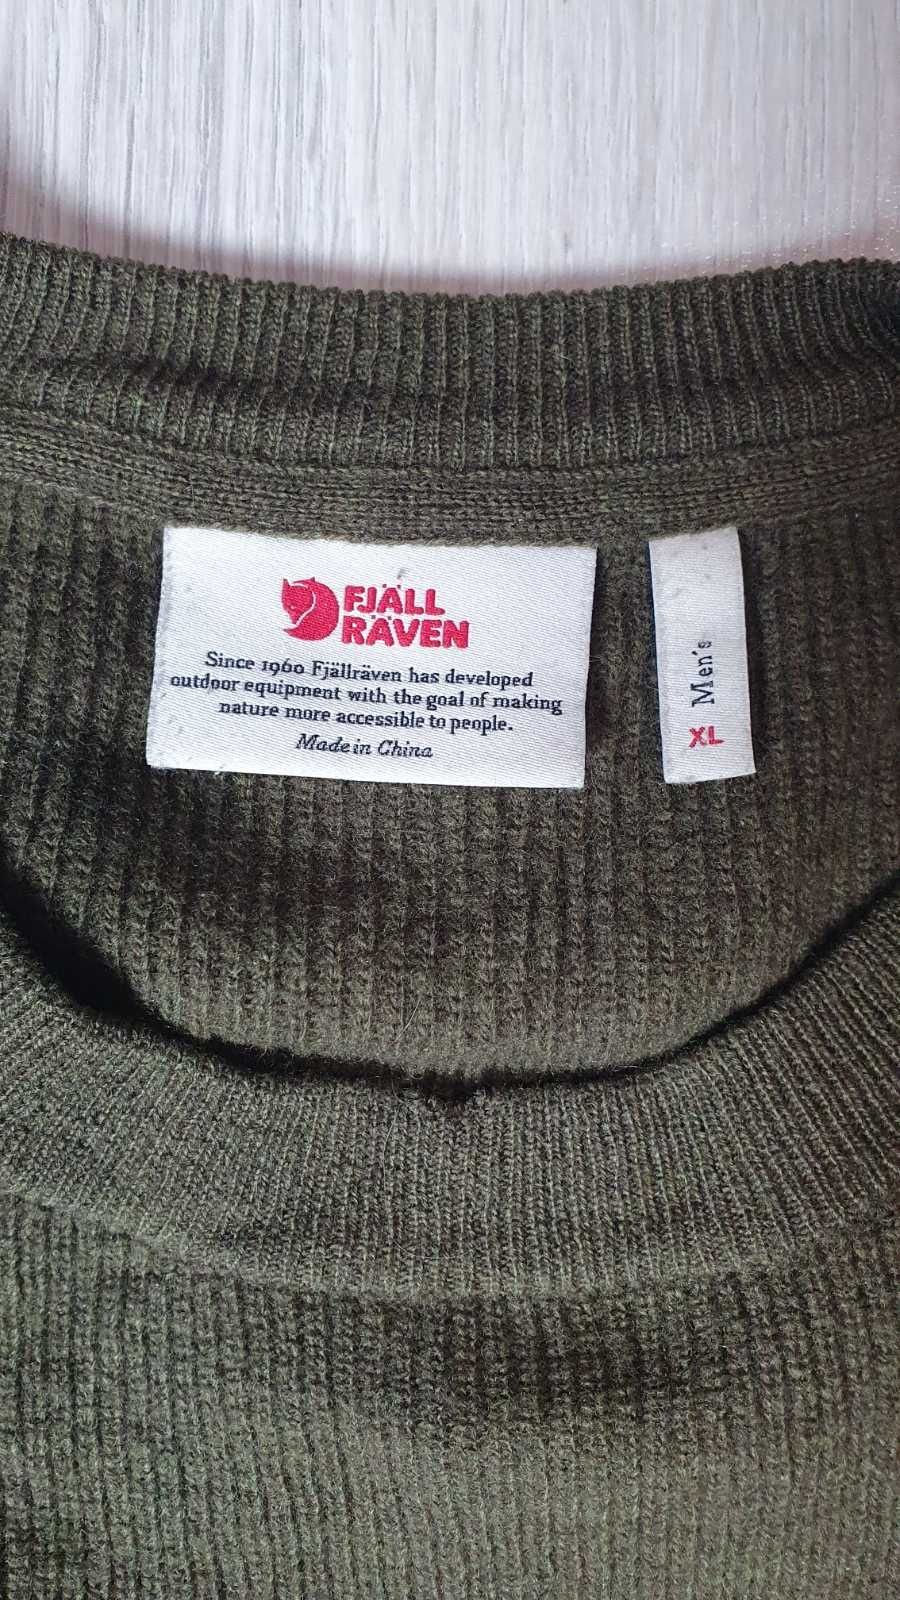 FJÄLL
RÄVEN
Since 1960 Fjällräven has developed
outdoor equipment with the goal of making
nature more accessible to people.
Made in China
Men's
XL